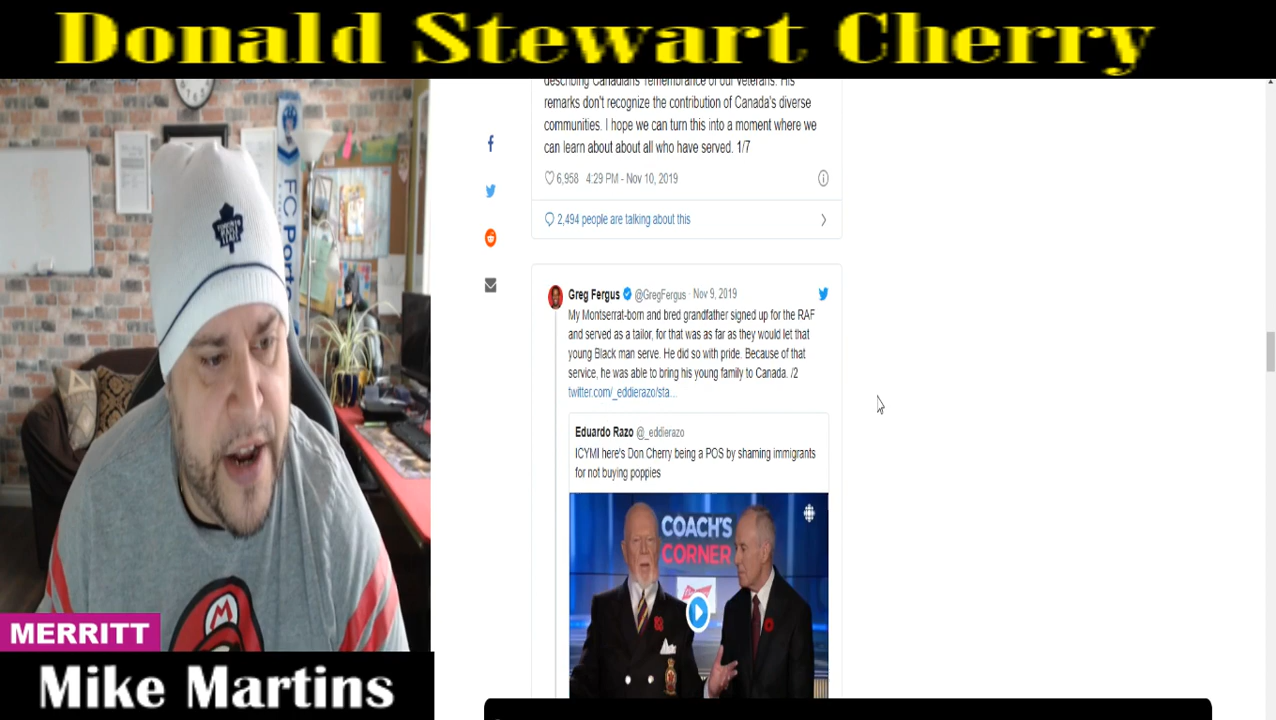 Donald Stewart Cherry
describing Canadians' remembrance of our veterans. His
remarks don't recognize the contribution of Canada's diverse
communities. I hope we can turn this into a moment where we
can learn about about all who have served. 1/7
6,958 4:29 PM - Nov 10, 2019
2,494 people are talking about this
Greg Fergus @GregFergus · Nov 9, 2019
My Montserrat-born and bred grandfather signed up for the RAF
and served as a tailor, for that was as far as they would let that
young Black man serve. He did so with pride. Because of that
service, he was able to bring his young family to Canada. /2
twitter.com/_eddierazo/sta...
Eduardo Razo @_eddierazo
ICYMI here's Don Cherry being a POS by shaming immigrants
for not buying poppies
COACH'S
CORNER
FC Porto
TORONTO
MAPLE
LEAFS
M
MERRITT
Mike Martins